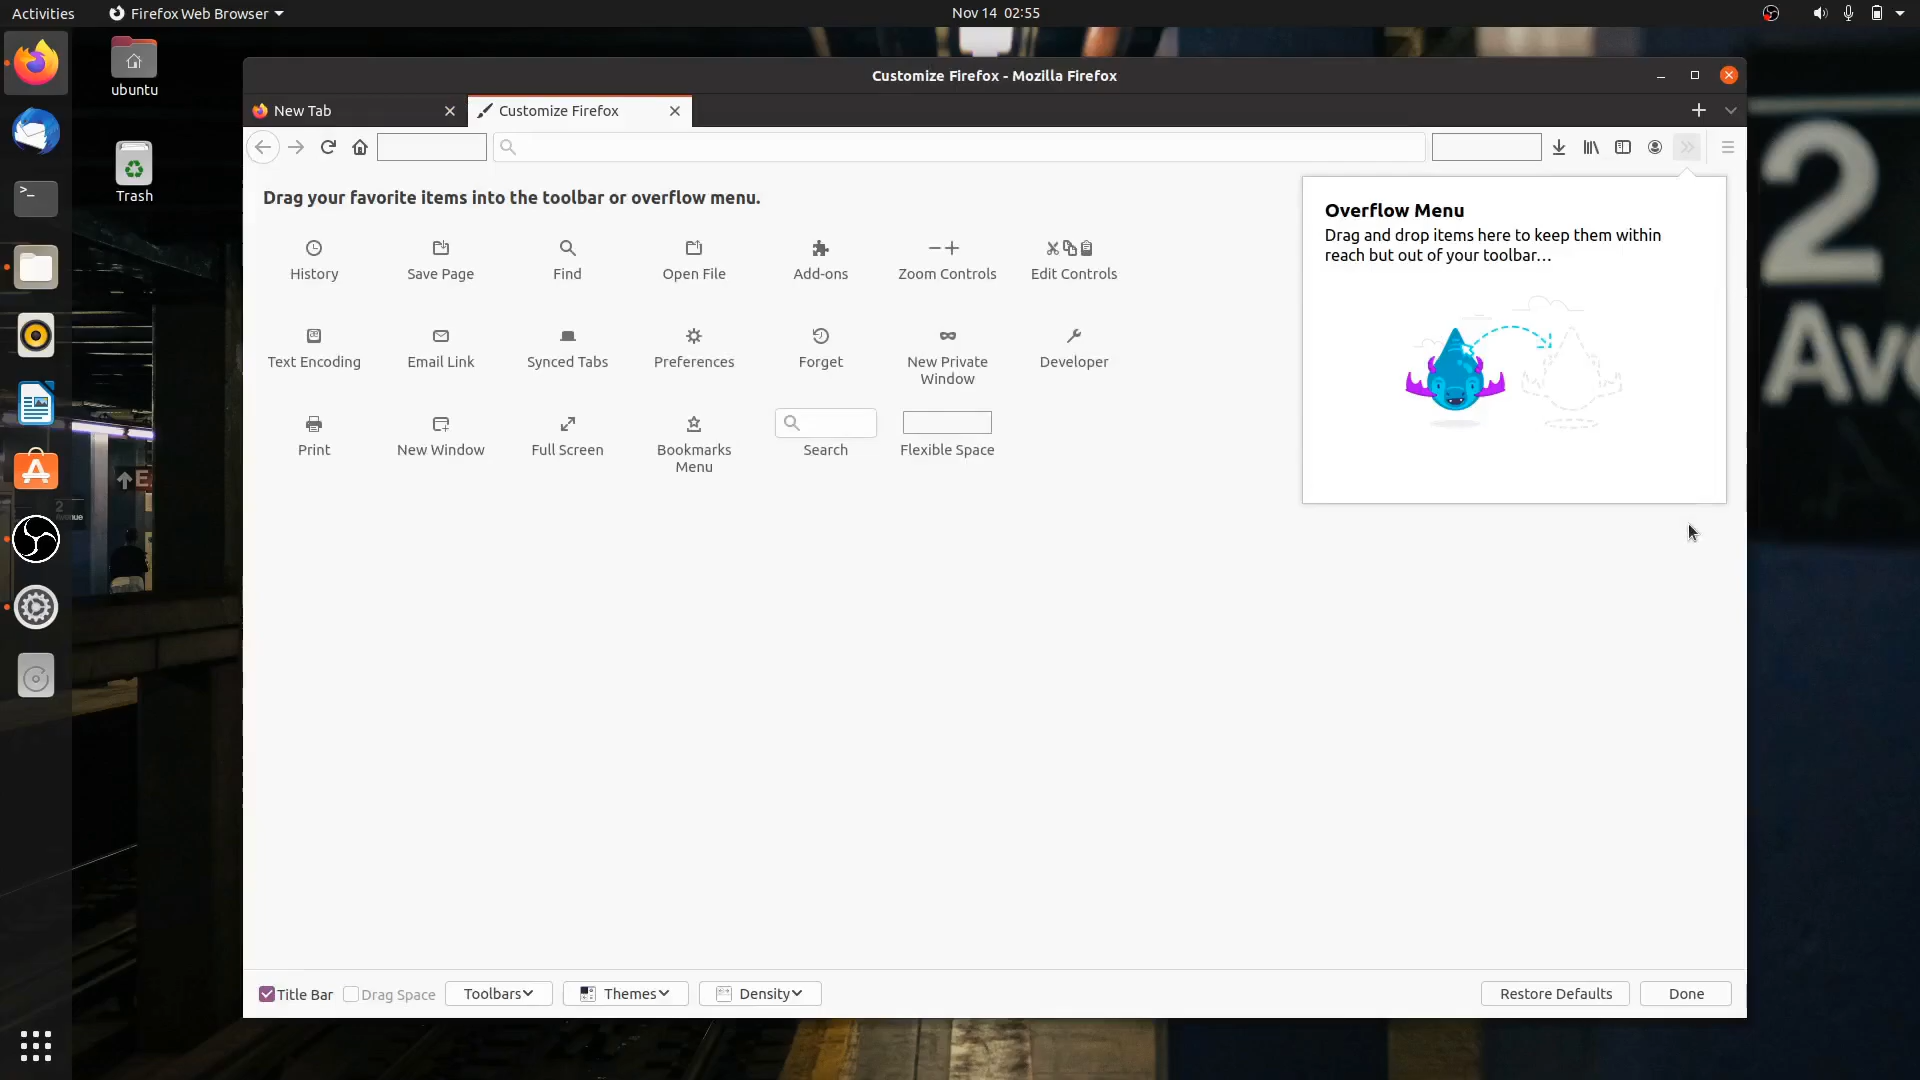 Activities
Firefox Web Browser
Nov 14 02:55
ubuntu
Trash
Customize Firefox - Mozilla Firefox
New Tab
Customize Firefox
Drag your favorite items into the toolbar or overflow menu.
History
Save Page
Find
Open File
Add-ons
Zoom Controls
Edit Controls
Text Encoding
Email Link
Synced Tabs
Preferences
Forget
New Private
Window
Developer
Print
New Window
Full Screen
Bookmarks
Menu
Search
Flexible Space
Overflow Menu
Drag and drop items here to keep them within
reach but out of your toolbar…
Title Bar
Drag Space
Toolbars
Themes
Density
Restore Defaults
Done
2
Ave
E
2